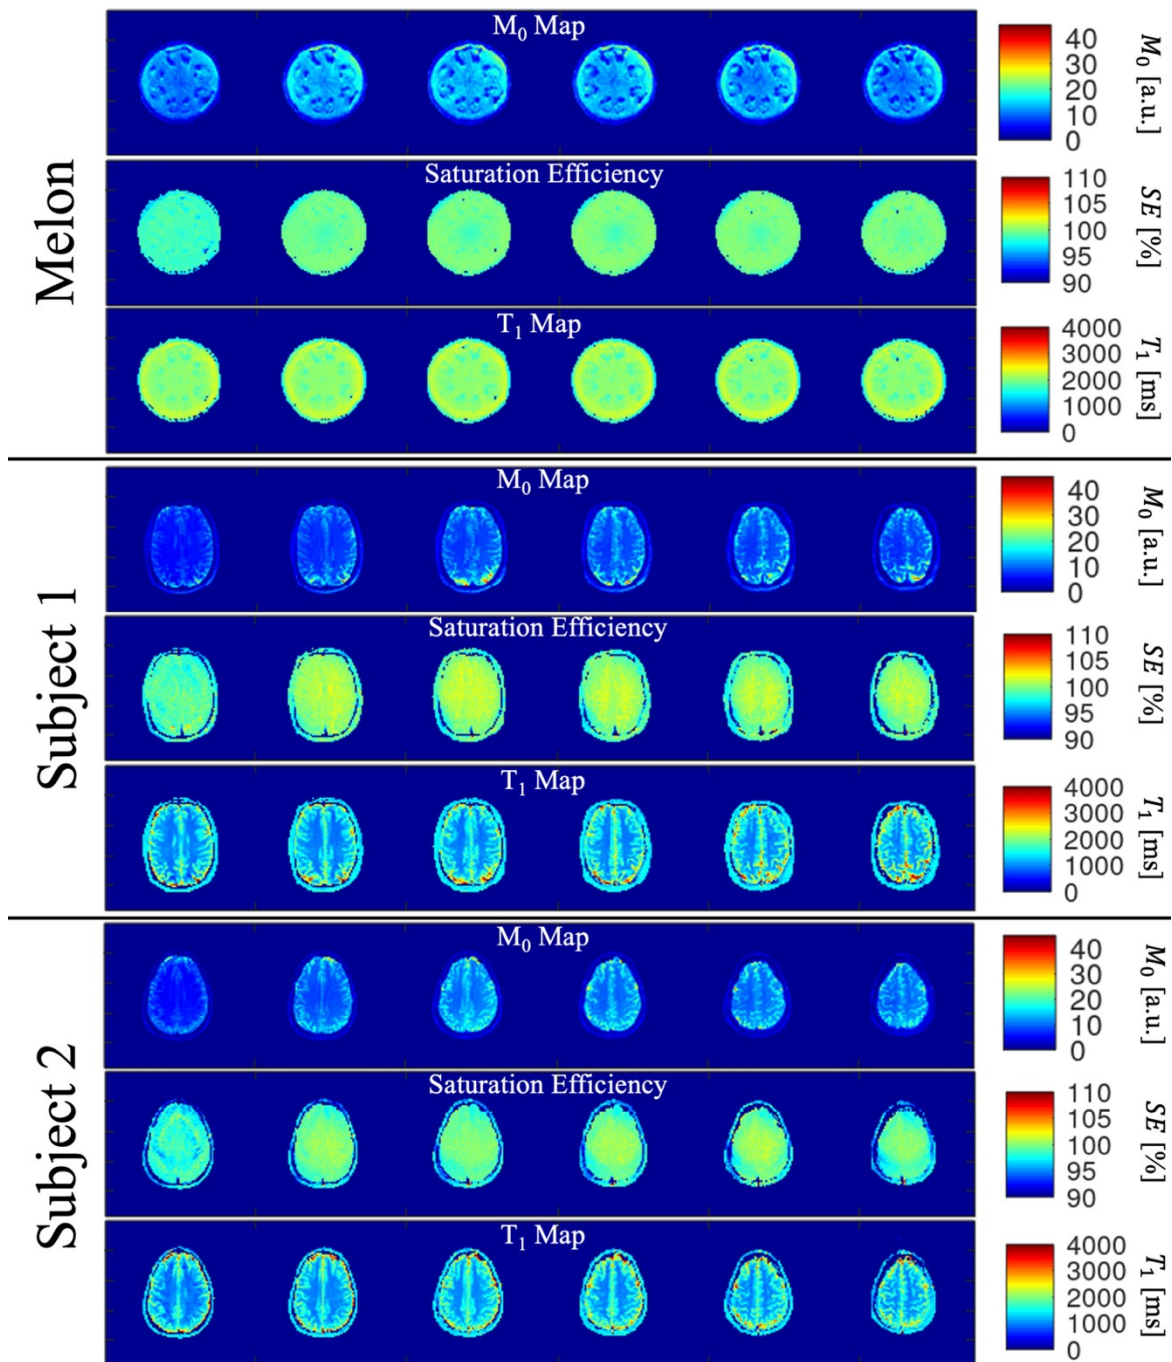 Melon
M₀ Map
40
30
20
10
0
M₀ [a.u.]
Saturation Efficiency
110
105
100
95
90
SE [%]
T₁ Map
4000
3000
2000
1000
0
T₁ [ms]
Subject 1
M₀ Map
40
30
20
10
0
M₀ [a.u.]
Saturation Efficiency
110
105
100
95
90
SE [%]
T₁ Map
4000
3000
2000
1000
0
T₁ [ms]
Subject 2
M₀ Map
40
30
20
10
0
M₀ [a.u.]
Saturation Efficiency
110
105
100
95
90
SE [%]
T₁ Map
4000
3000
2000
1000
0
T₁ [ms]